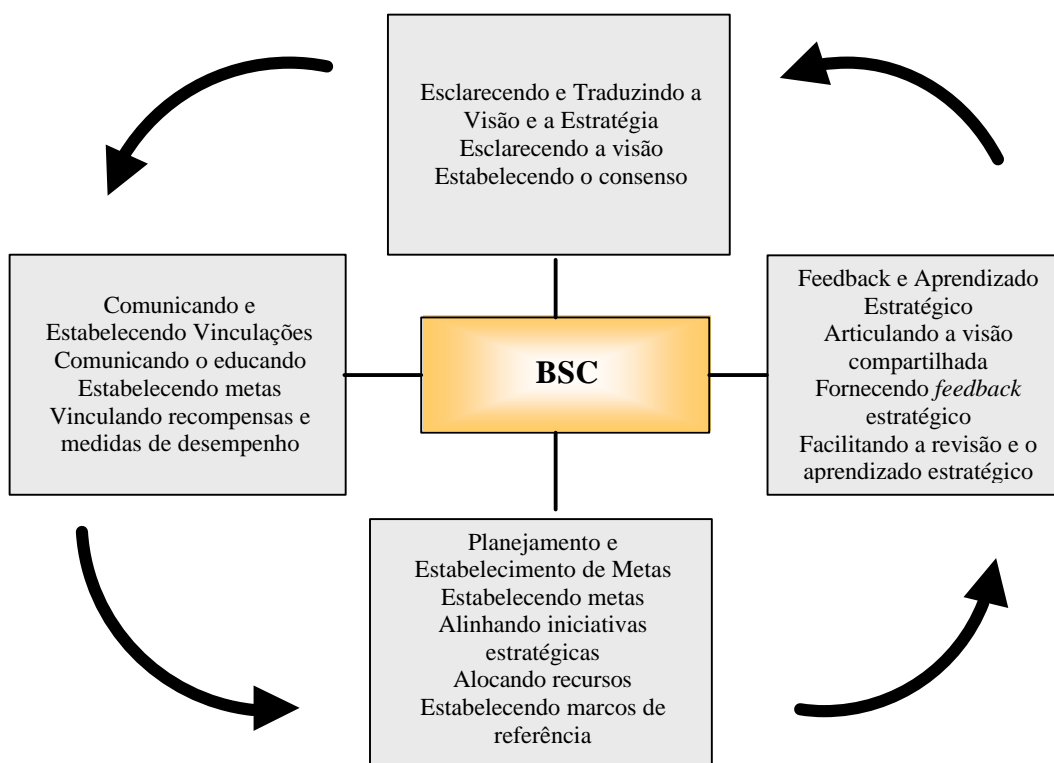 Esclarecendo e Traduzindo a
Visão e a Estratégia
Esclarecendo a visão
Estabelecendo o consenso
Comunicando e
Estabelecendo Vinculações
Comunicando o educando
Estabelecendo metas
Vinculando recompensas e
medidas de desempenho
BSC
Feedback e Aprendizado
Estratégico
Articulando a visão
compartilhada
Fornecendo feedback
estratégico
Facilitando a revisão e o
aprendizado estratégico
Planejamento e
Estabelecimento de Metas
Estabelecendo metas
Alinhando iniciativas
estratégicas
Alocando recursos
Estabelecendo marcos de
referência